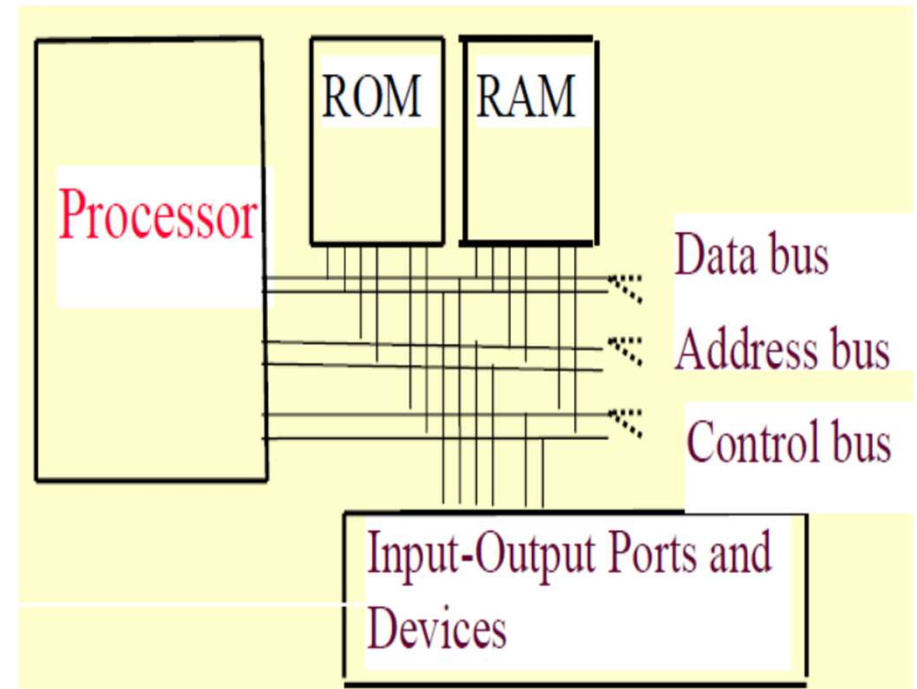 ROM
RAM
Processor
Data bus
Address bus
Control bus
Input-Output Ports and
Devices